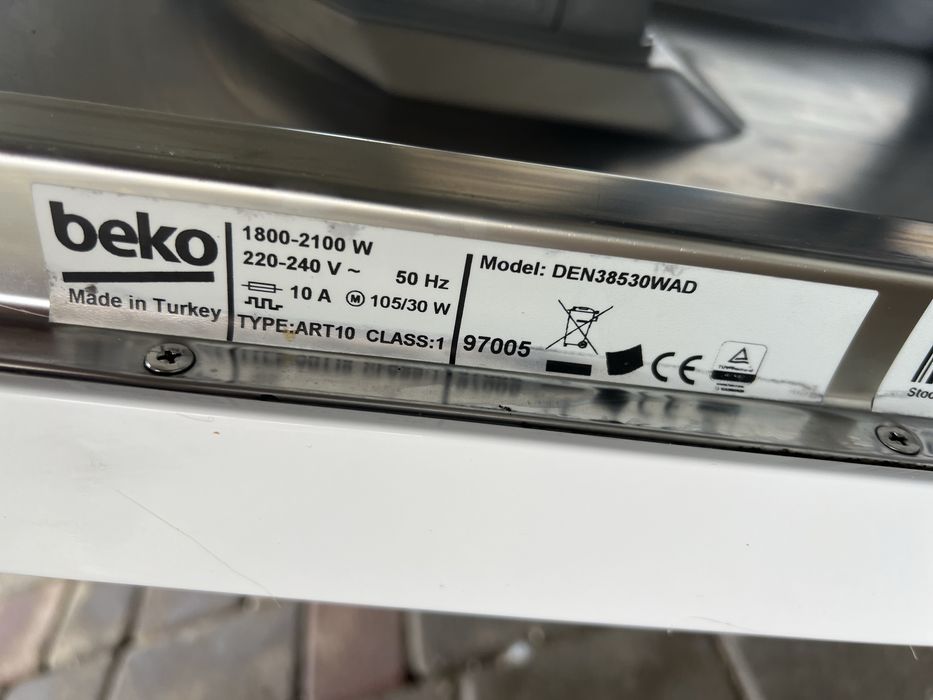 beko
Made in Turkey
1800-2100 W
220-240 V ~ 50 Hz
10 A M 105/30 W
TYPE:ART10 CLASS:1
Model: DEN38530WAD
97005
CE
Stoc